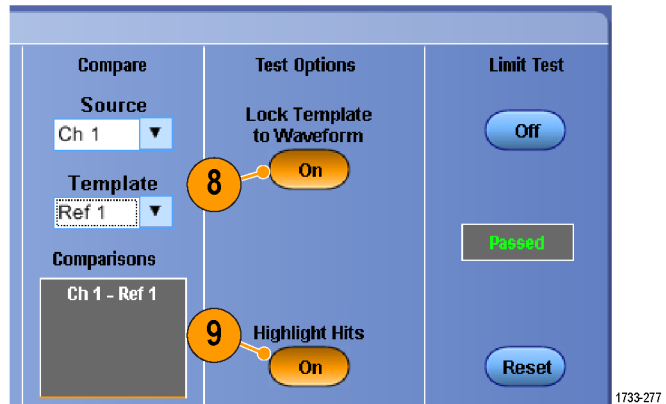 Compare
Source
Ch 1
Template
Ref 1
Comparisons
Ch 1 - Ref 1
Test Options
Lock Template
to Waveform
8
On
9
Highlight Hits
On
Limit Test
Off
Passed
Reset
1733-277